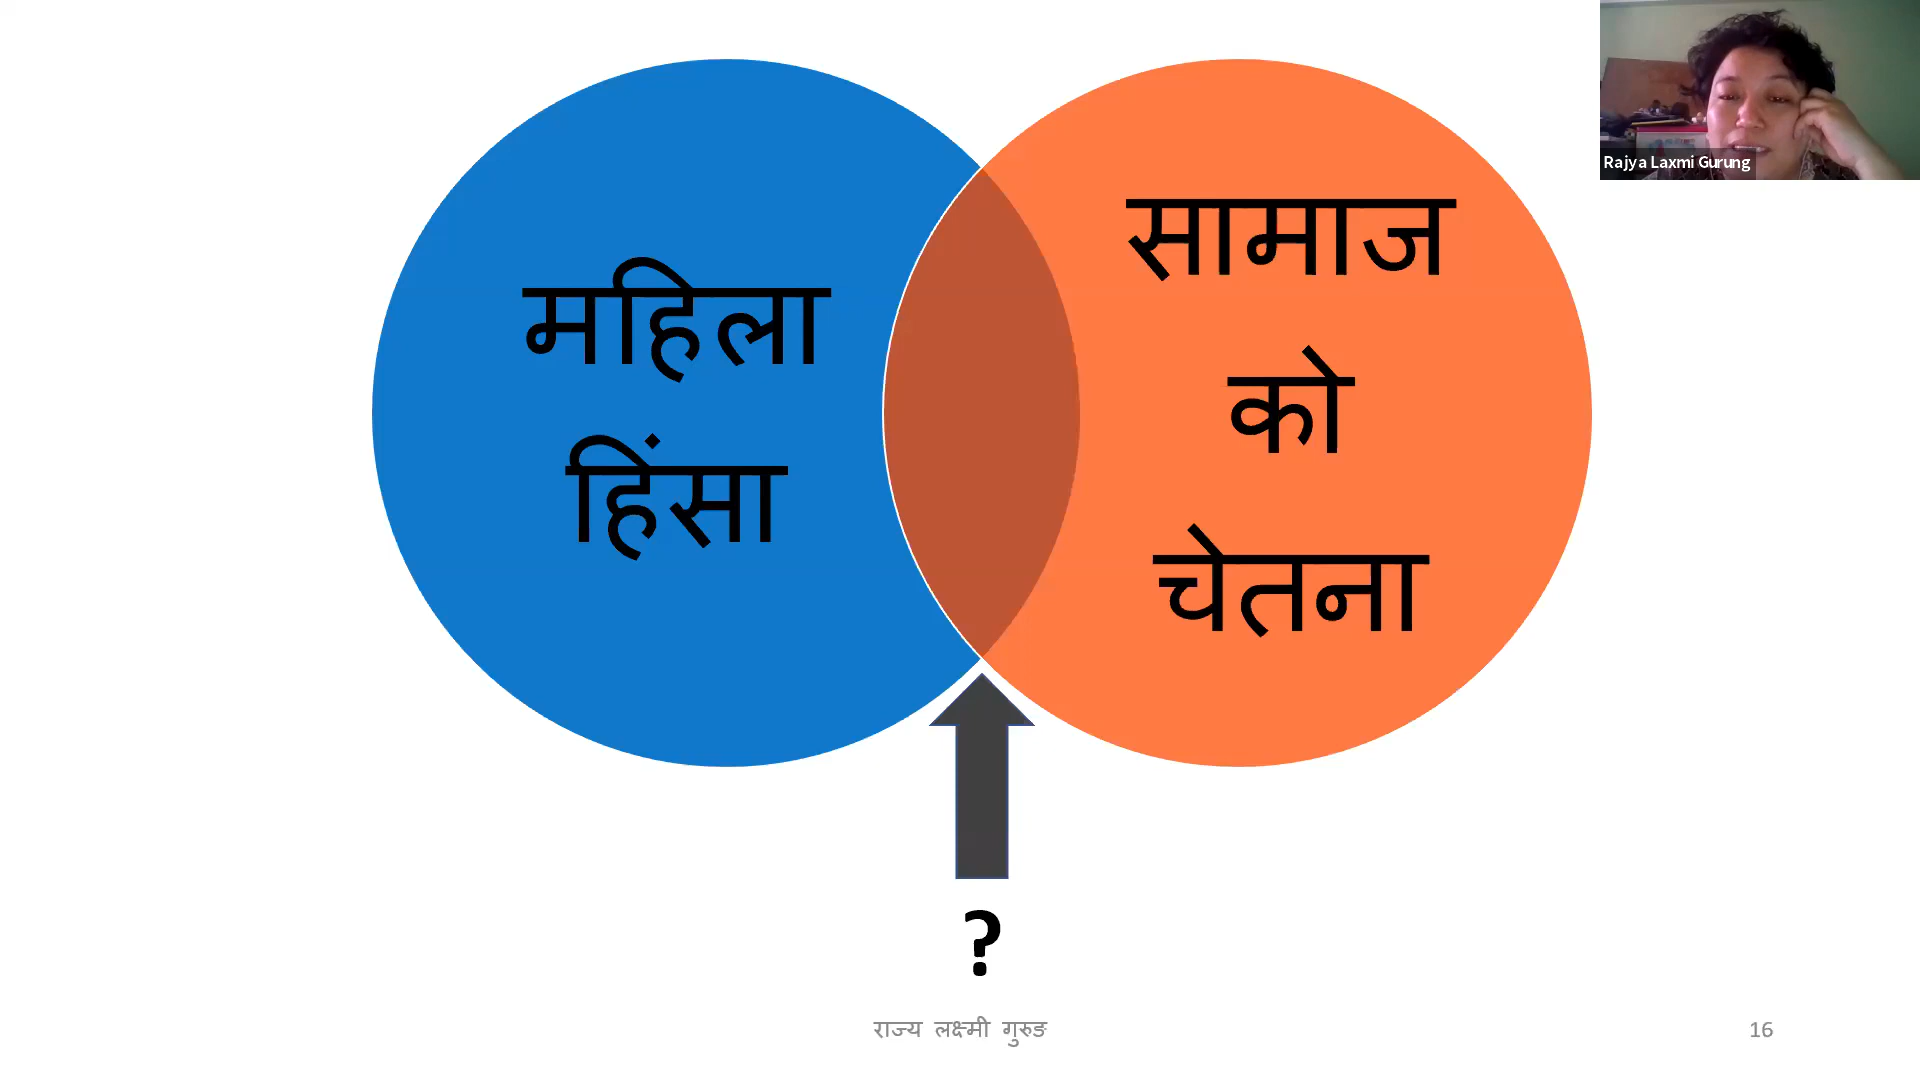 महिला
हिंसा
सामाज
को
चेतना
Rajya Laxmi Gurung
?
राज्य लक्ष्मी गुरुङ
16